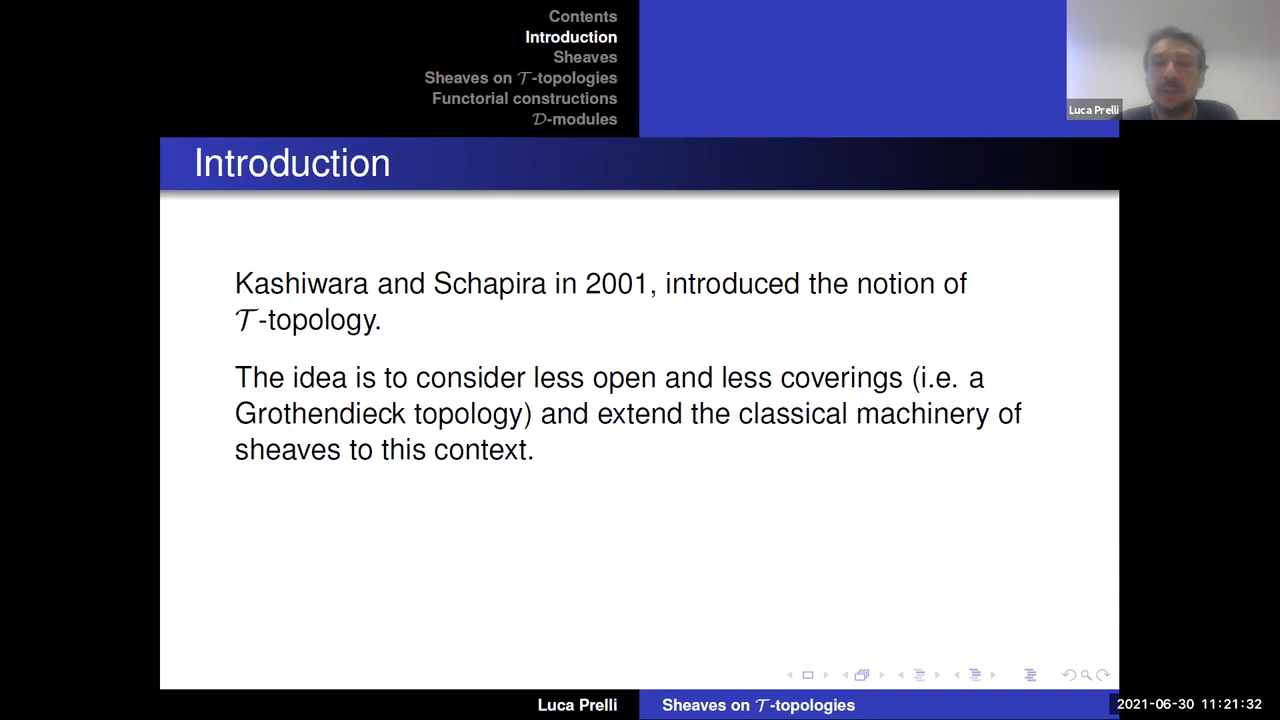 Contents
Introduction
Sheaves
Sheaves on 𝒯-topologies
Functorial constructions
𝒟-modules
Luca Prelli
Introduction
Kashiwara and Schapira in 2001, introduced the notion of
𝒯-topology.
The idea is to consider less open and less coverings (i.e. a
Grothendieck topology) and extend the classical machinery of
sheaves to this context.
Luca Prelli
Sheaves on 𝒯-topologies
2021-06-30 11:21:32